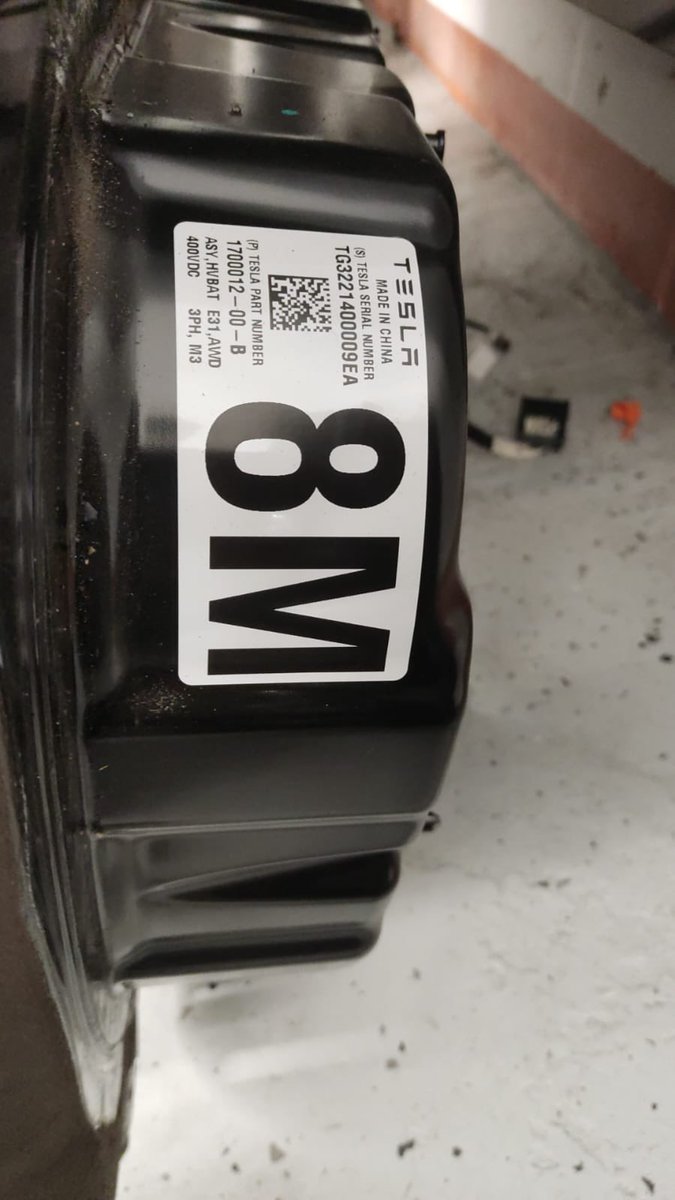 TESLA
MADE IN CHINA
(S) TESLA SERIAL NUMBER
TG3221400009EA
(P) TESLA PART NUMBER
1700012-00-B
ASY,HVBAT E31,AWD
400VDC 3PH, M3
8M